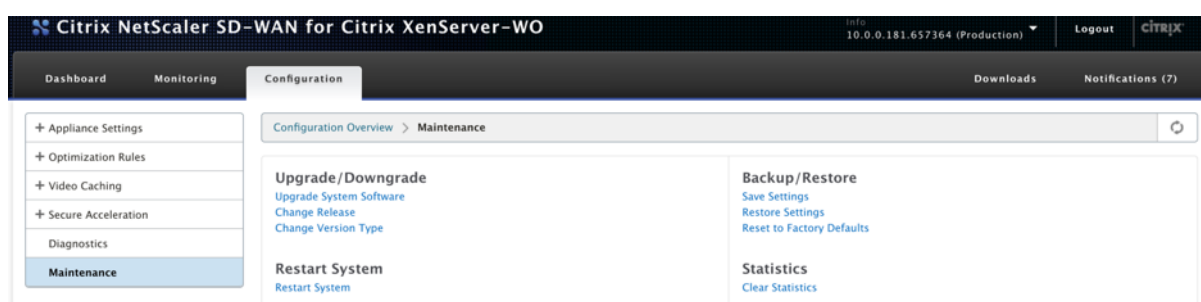 Citrix NetScaler SD-WAN for Citrix XenServer-WO
Info
10.0.0.181.657364 (Production)
Logout
CİTRIX
Dashboard Monitoring Configuration Downloads Notifications (7)
+ Appliance Settings
+ Optimization Rules
+ Video Caching
+ Secure Acceleration
Diagnostics
Maintenance
Configuration Overview > Maintenance
Upgrade/Downgrade
Upgrade System Software
Change Release
Change Version Type
Restart System
Restart System
Backup/Restore
Save Settings
Restore Settings
Reset to Factory Defaults
Statistics
Clear Statistics